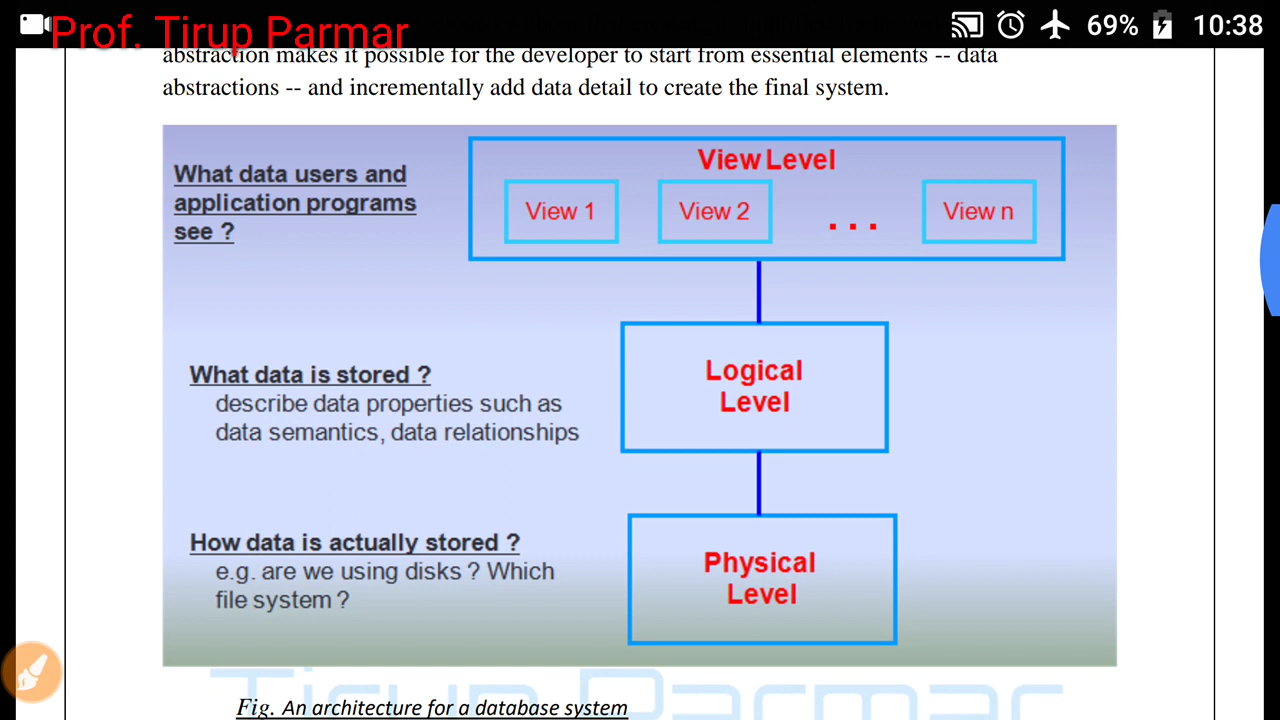 Prof. Tirup Parmar
69% 10:38
abstraction makes it possible for the developer to start from essential elements -- data
abstractions -- and incrementally add data detail to create the final system.
What data users and
application programs
see ?
View Level
View 1 View 2 ... View n
What data is stored ?
describe data properties such as
data semantics, data relationships
Logical
Level
How data is actually stored ?
e.g. are we using disks ? Which
file system ?
Physical
Level
Tirup Parmar
Fig. An architecture for a database system